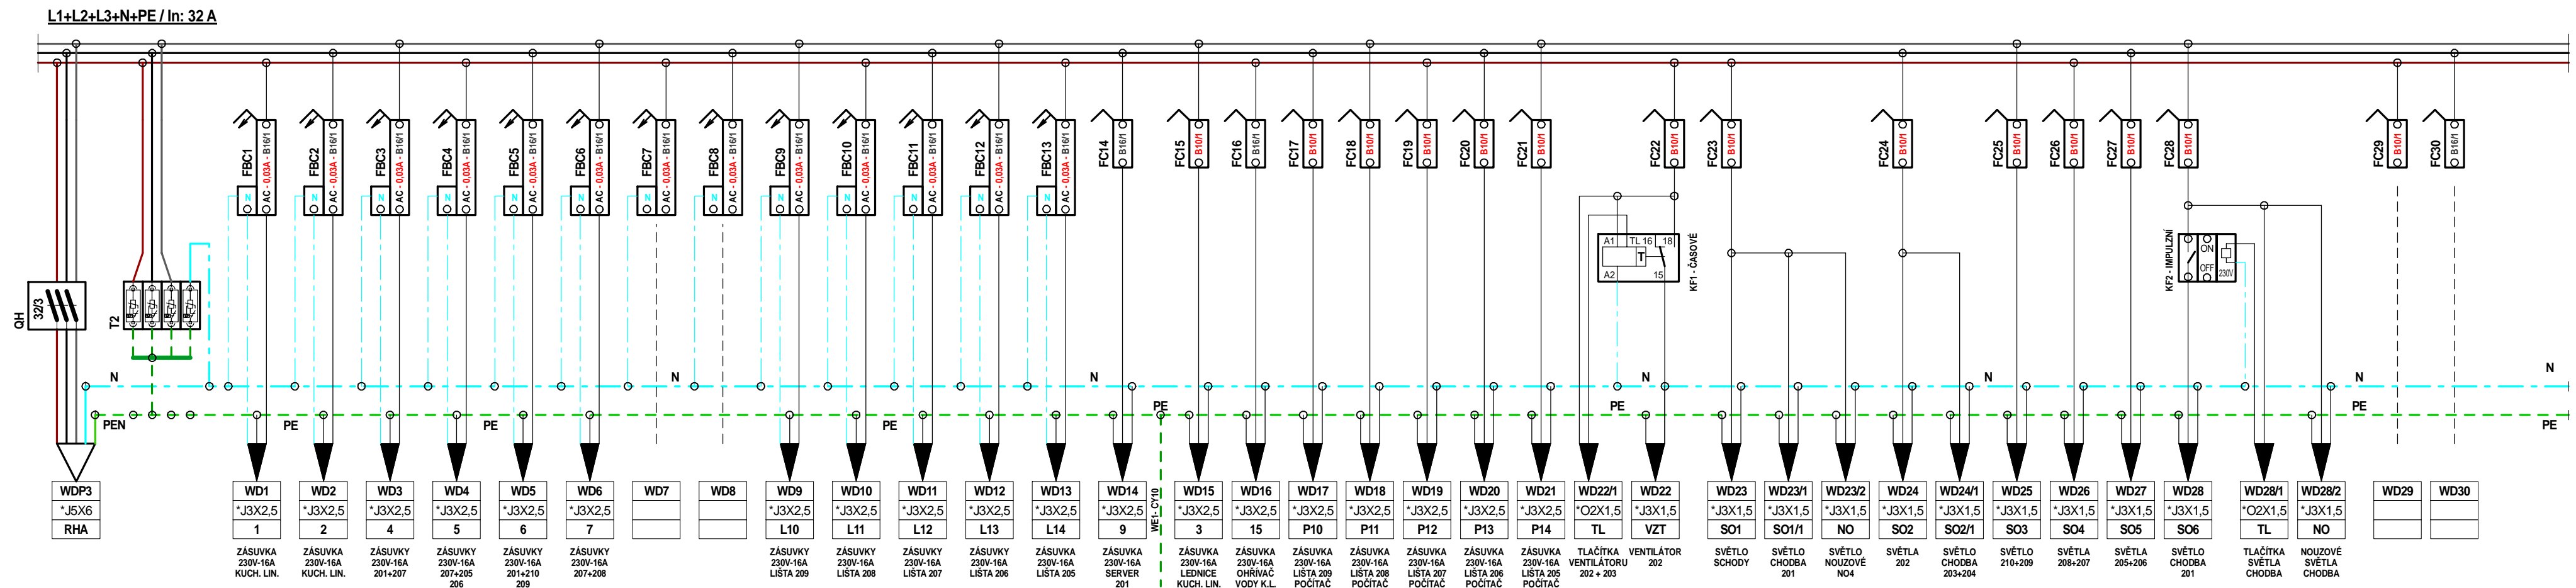 L1+L2+L3+N+PE / In: 32 A
FBC1
AC - 0,03A - B16/1
N
FBC2
AC - 0,03A - B16/1
N
FBC3
AC - 0,03A - B16/1
N
FBC4
AC - 0,03A - B16/1
N
FBC5
AC - 0,03A - B16/1
N
FBC6
AC - 0,03A - B16/1
N
FBC7
AC - 0,03A - B16/1
N
FBC8
AC - 0,03A - B16/1
N
FBC9
AC - 0,03A - B16/1
N
FBC10
AC - 0,03A - B16/1
N
FBC11
AC - 0,03A - B16/1
N
FBC12
AC - 0,03A - B16/1
N
FBC13
AC - 0,03A - B16/1
N
FC14
B16/1
FC15
B10/1
FC16
B16/1
FC17
B10/1
FC18
B10/1
FC19
B10/1
FC20
B10/1
FC21
B10/1
FC22
B10/1
FC23
B10/1
FC24
B10/1
FC25
B10/1
FC26
B10/1
FC27
B10/1
FC28
B10/1
FC29
B10/1
FC30
B16/1
QH
32/3
T2
A1 TL 16 18
T
A2 15
KF1 - ČASOVÉ
KF2 - IMPULZNÍ
ON
OFF
230V
N
N
N
N
N
N
N
PEN
PE
PE
PE
PE
PE
PE
PE
WE1- CY10
WDP3
*J5X6
RHA
WD1
*J3X2,5
1
ZÁSUVKA
230V-16A
KUCH. LIN.
WD2
*J3X2,5
2
ZÁSUVKA
230V-16A
KUCH. LIN.
WD3
*J3X2,5
4
ZÁSUVKY
230V-16A
201+207
WD4
*J3X2,5
5
ZÁSUVKY
230V-16A
207+205
206
WD5
*J3X2,5
6
ZÁSUVKY
230V-16A
201+210
209
WD6
*J3X2,5
7
ZÁSUVKY
230V-16A
207+208
WD7
WD8
WD9
*J3X2,5
L10
ZÁSUVKY
230V-16A
LIŠTA 209
WD10
*J3X2,5
L11
ZÁSUVKY
230V-16A
LIŠTA 208
WD11
*J3X2,5
L12
ZÁSUVKY
230V-16A
LIŠTA 207
WD12
*J3X2,5
L13
ZÁSUVKY
230V-16A
LIŠTA 206
WD13
*J3X2,5
L14
ZÁSUVKY
230V-16A
LIŠTA 205
WD14
*J3X2,5
9
ZÁSUVKA
230V-16A
SERVER
201
WD15
*J3X2,5
3
ZÁSUVKA
230V-16A
LEDNICE
KUCH. LIN.
WD16
*J3X2,5
15
ZÁSUVKA
230V-16A
OHŘÍVAČ
VODY K.L.
WD17
*J3X2,5
P10
ZÁSUVKA
230V-16A
LIŠTA 209
POČÍTAČ
WD18
*J3X2,5
P11
ZÁSUVKA
230V-16A
LIŠTA 208
POČÍTAČ
WD19
*J3X2,5
P12
ZÁSUVKA
230V-16A
LIŠTA 207
POČÍTAČ
WD20
*J3X2,5
P13
ZÁSUVKA
230V-16A
LIŠTA 206
POČÍTAČ
WD21
*J3X2,5
P14
ZÁSUVKA
230V-16A
LIŠTA 205
POČÍTAČ
WD22/1
*O2X1,5
TL
TLAČÍTKA
VENTILÁTORU
202 + 203
WD22
*J3X1,5
VZT
VENTILÁTOR
202
WD23
*J3X1,5
SO1
SVĚTLO
SCHODY
WD23/1
*J3X1,5
SO1/1
SVĚTLO
CHODBA
201
WD23/2
*J3X1,5
NO
SVĚTLO
NOUZOVÉ
NO4
WD24
*J3X1,5
SO2
SVĚTLA
202
WD24/1
*J3X1,5
SO2/1
SVĚTLO
CHODBA
203+204
WD25
*J3X1,5
SO3
SVĚTLO
210+209
WD26
*J3X1,5
SO4
SVĚTLA
208+207
WD27
*J3X1,5
SO5
SVĚTLA
205+206
WD28
*J3X1,5
SO6
SVĚTLO
CHODBA
201
WD28/1
*O2X1,5
TL
TLAČÍTKA
SVĚTLA
CHODBA
WD28/2
*J3X1,5
NO
NOUZOVÉ
SVĚTLA
CHODBA
WD29
WD30